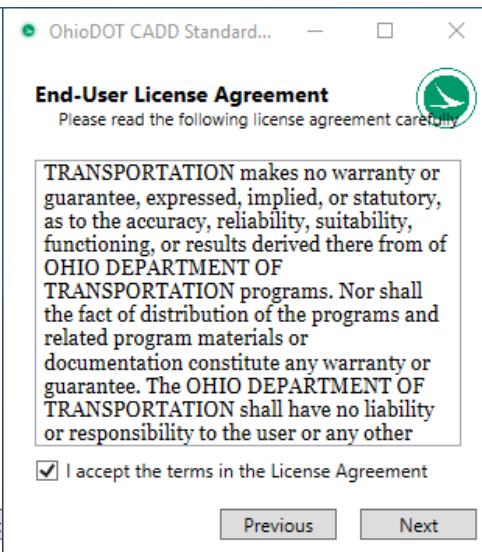 OhioDOT CADD Standard...
End-User License Agreement
Please read the following license agreement carefully
TRANSPORTATION makes no warranty or
guarantee, expressed, implied, or statutory,
as to the accuracy, reliability, suitability,
functioning, or results derived there from of
OHIO DEPARTMENT OF
TRANSPORTATION programs. Nor shall
the fact of distribution of the programs and
related program materials or
documentation constitute any warranty or
guarantee. The OHIO DEPARTMENT OF
TRANSPORTATION shall have no liability
or responsibility to the user or any other
I accept the terms in the License Agreement
Previous Next